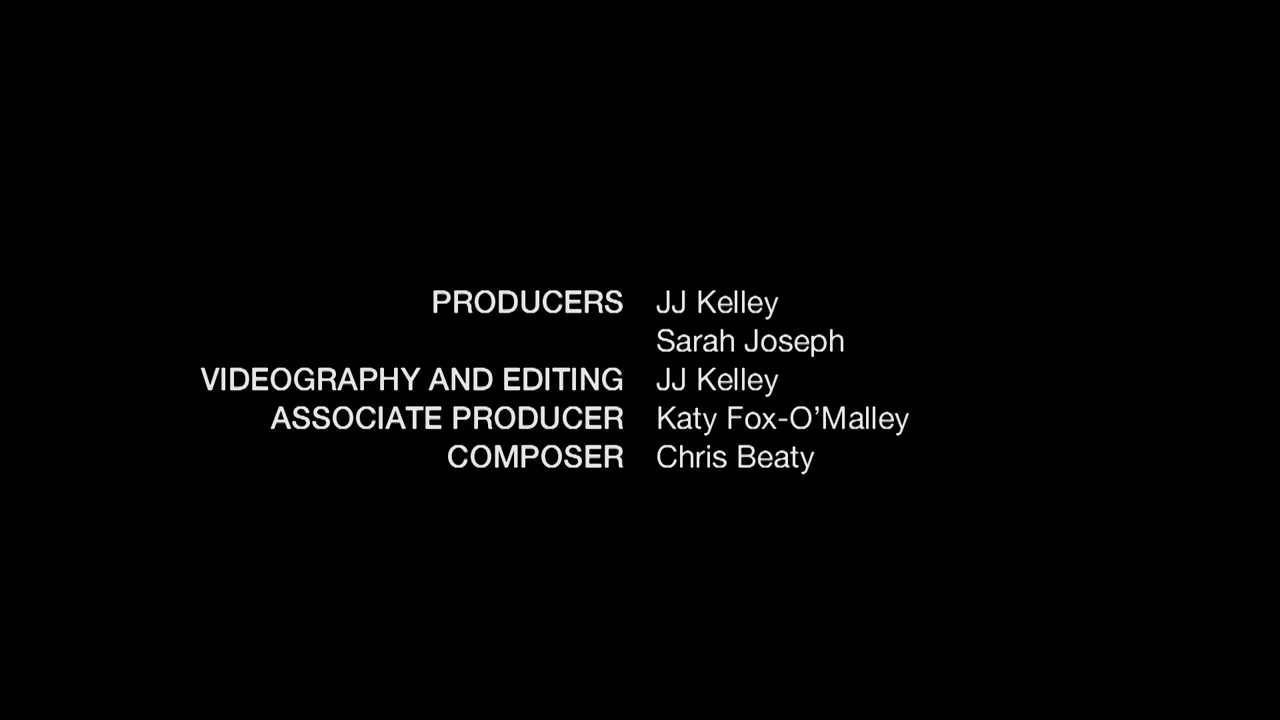 PRODUCERS JJ Kelley
Sarah Joseph
VIDEOGRAPHY AND EDITING JJ Kelley
ASSOCIATE PRODUCER Katy Fox-O’Malley
COMPOSER Chris Beaty